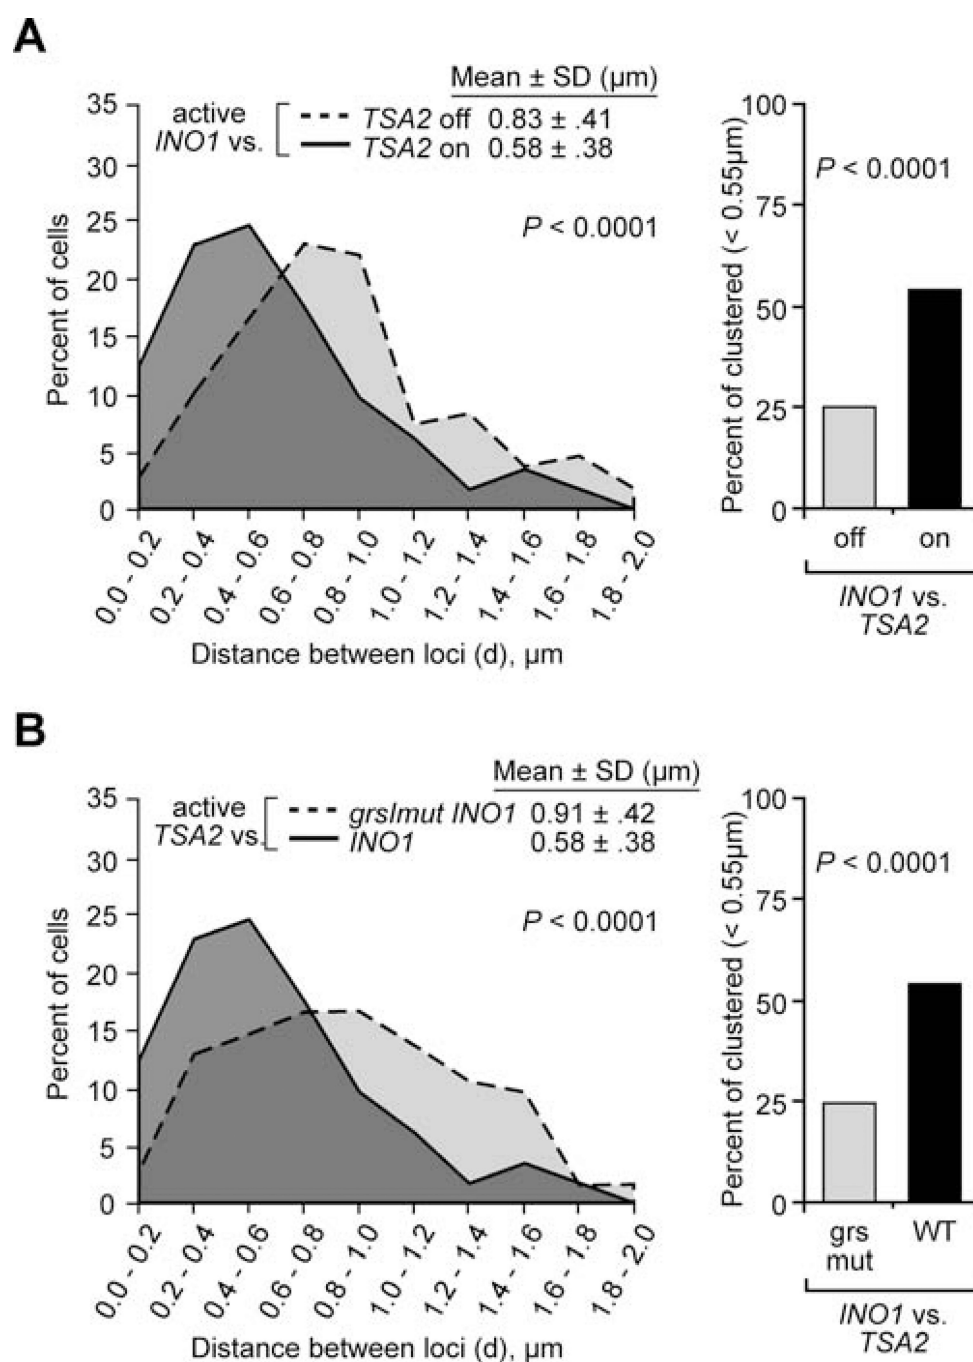 A
Mean ± SD (µm)
active
INO1 vs.
TSA2 off 0.83 ± .41
TSA2 on 0.58 ± .38
P < 0.0001
Percent of cells
35
30
25
20
15
10
5
0
0.0 - 0.2
0.2 - 0.4
0.4 - 0.6
0.6 - 0.8
0.8 - 1.0
1.0 - 1.2
1.2 - 1.4
1.4 - 1.6
1.6 - 1.8
1.8 - 2.0
Distance between loci (d), µm
Percent of clustered (< 0.55µm)
100
75
50
25
0
P < 0.0001
off on
INO1 vs.
TSA2
B
Mean ± SD (µm)
active
TSA2 vs.
grsImut INO1 0.91 ± .42
INO1 0.58 ± .38
P < 0.0001
Percent of cells
35
30
25
20
15
10
5
0
0.0 - 0.2
0.2 - 0.4
0.4 - 0.6
0.6 - 0.8
0.8 - 1.0
1.0 - 1.2
1.2 - 1.4
1.4 - 1.6
1.6 - 1.8
1.8 - 2.0
Distance between loci (d), µm
Percent of clustered (< 0.55µm)
100
75
50
25
0
P < 0.0001
grs WT
mut
INO1 vs.
TSA2